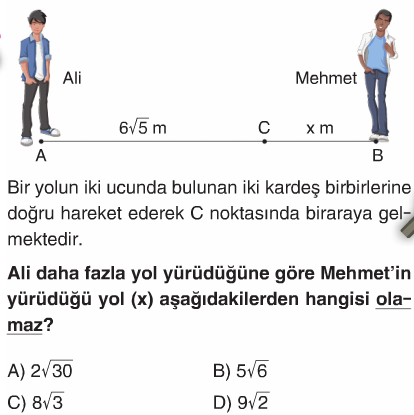 Ali
Mehmet
6√5 m
C
x m
A
B
Bir yolun iki ucunda bulunan iki kardeş birbirlerine
doğru hareket ederek C noktasında biraraya gel-
mektedir.
Ali daha fazla yol yürüdüğüne göre Mehmet'in
yürüdüğü yol (x) aşağıdakilerden hangisi ola-
maz?
A) 2√30
B) 5√6
C) 8√3
D) 9√2